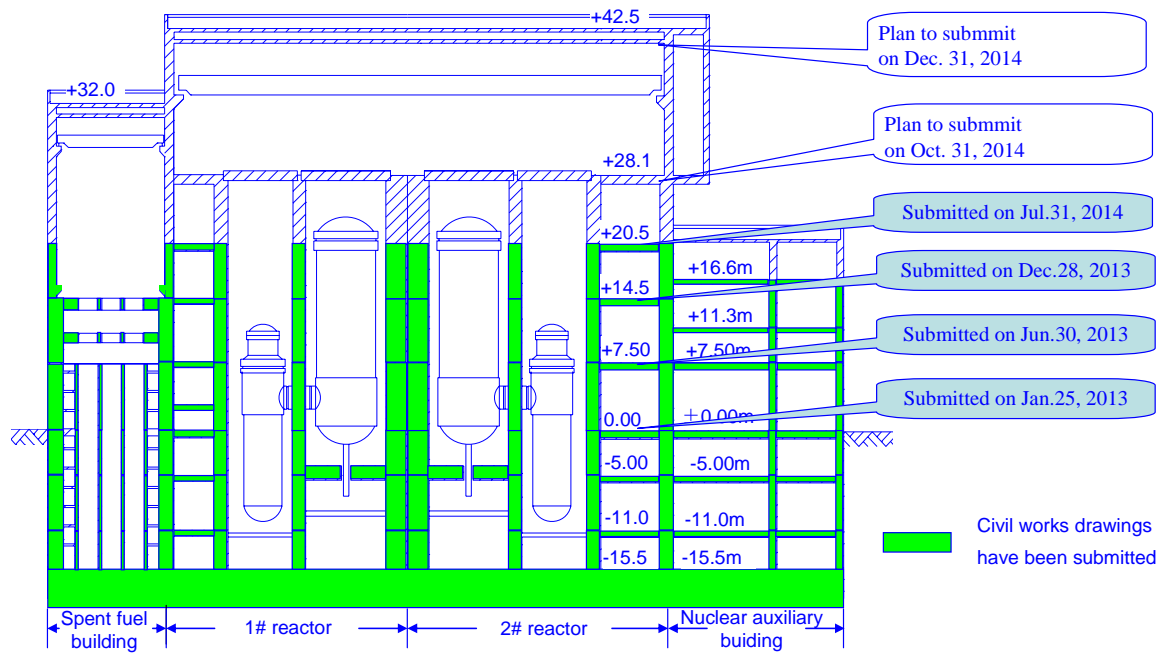 +42.5
Plan to submmit
on Dec. 31, 2014
+32.0
Plan to submmit
on Oct. 31, 2014
+28.1
Submitted on Jul.31, 2014
+20.5
+16.6m
Submitted on Dec.28, 2013
+14.5
+11.3m
Submitted on Jun.30, 2013
+7.50
+7.50m
Submitted on Jan.25, 2013
0.00
±0.00m
-5.00
-5.00m
-11.0
-11.0m
Civil works drawings
have been submitted
-15.5
-15.5m
Spent fuel
building
1# reactor
2# reactor
Nuclear auxiliary
buiding